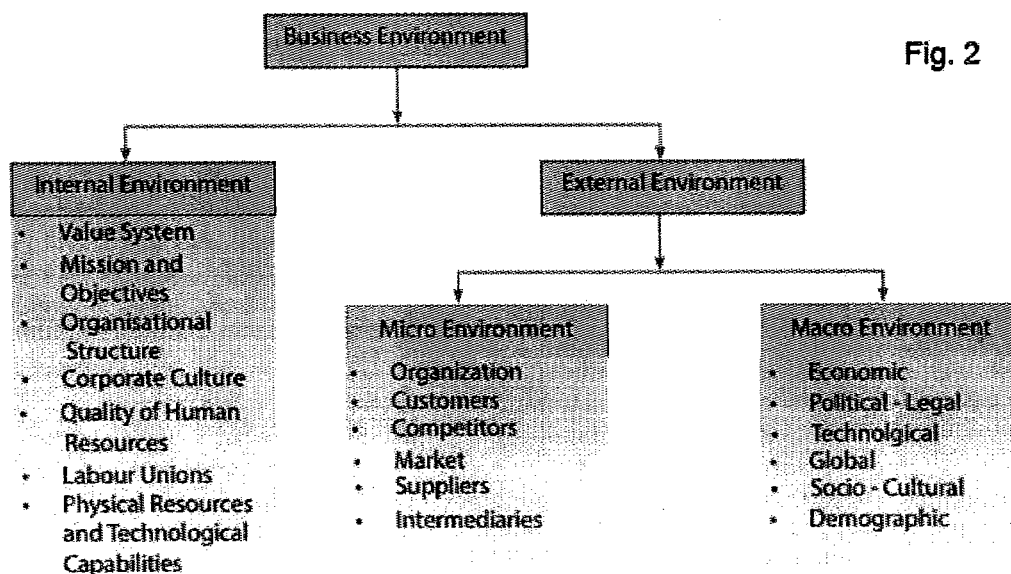 Business Environment
Fig. 2
Internal Environment
• Value System
• Mission and
Objectives
• Organisational
Structure
• Corporate Culture
• Quality of Human
Resources
• Labour Unions
• Physical Resources
and Technological
Capabilities
External Environment
Micro Environment
• Organization
• Customers
• Competitors
• Market
• Suppliers
• Intermediaries
Macro Environment
• Economic
• Political - Legal
• Technolgical
• Global
• Socio - Cultural
• Demographic